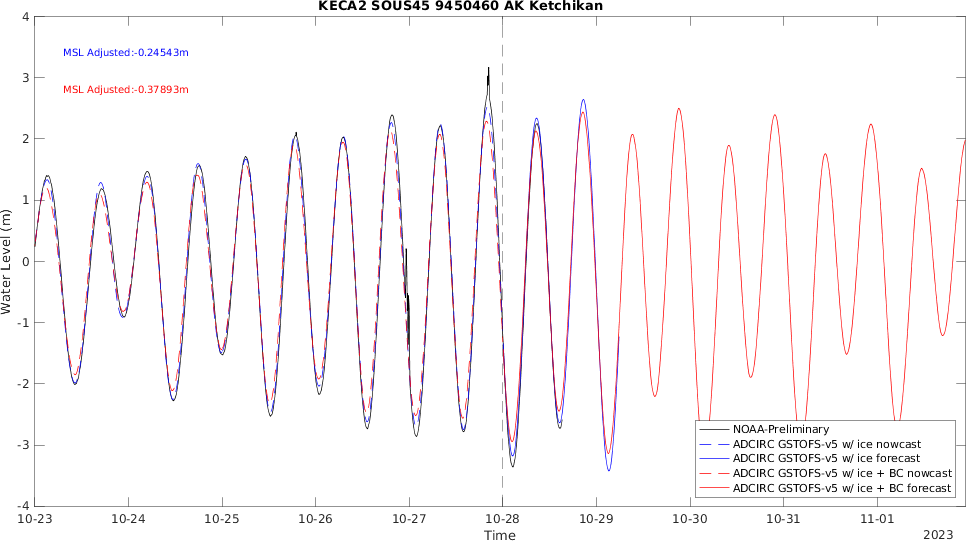 KECA2 SOUS45 9450460 AK Ketchikan
MSL Adjusted:-0.24543m
MSL Adjusted:-0.37893m
Water Level (m)
4
3
2
1
0
-1
-2
-3
-4
NOAA-Preliminary
ADCIRC GSTOFS-v5 w/ ice nowcast
ADCIRC GSTOFS-v5 w/ ice forecast
ADCIRC GSTOFS-v5 w/ ice + BC nowcast
ADCIRC GSTOFS-v5 w/ ice + BC forecast
10-23 10-24 10-25 10-26 10-27 10-28 10-29 10-30 10-31 11-01
Time
2023